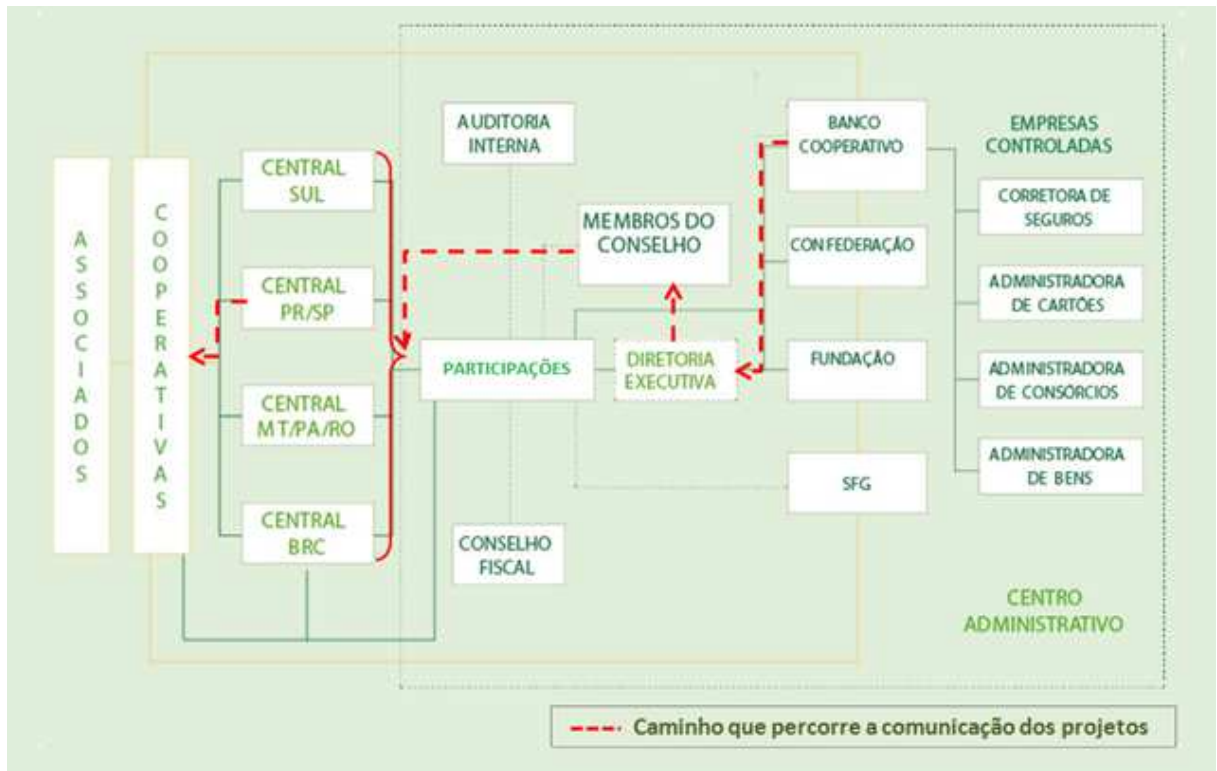 ASSOCIADOS
COOPERATIVAS
CENTRAL
SUL
CENTRAL
PR/SP
CENTRAL
MT/PA/RO
CENTRAL
BRC
AUDITORIA
INTERNA
MEMBROS DO
CONSELHO
PARTICIPAÇÕES
DIRETORIA
EXECUTIVA
CONSELHO
FISCAL
BANCO
COOPERATIVO
CONFEDERAÇÃO
FUNDAÇÃO
SFG
EMPRESAS
CONTROLADAS
CORRETORA DE
SEGUROS
ADMINISTRADORA
DE CARTÕES
ADMINISTRADORA
DE CONSÓRCIOS
ADMINISTRADORA
DE BENS
CENTRO
ADMINISTRATIVO
Caminho que percorre a comunicação dos projetos